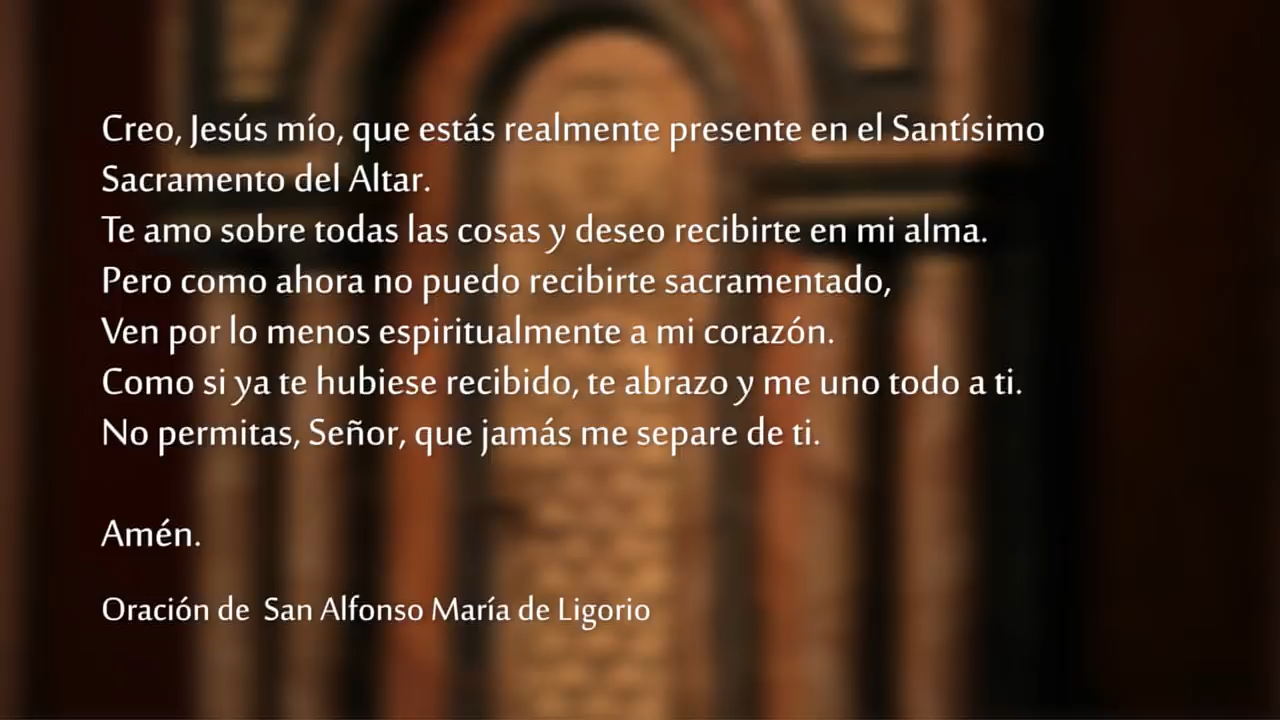 Creo, Jesús mío, que estás realmente presente en el Santísimo
Sacramento del Altar.
Te amo sobre todas las cosas y deseo recibirte en mi alma.
Pero como ahora no puedo recibirte sacramentado,
Ven por lo menos espiritualmente a mi corazón.
Como si ya te hubiese recibido, te abrazo y me uno todo a ti.
No permitas, Señor, que jamás me separe de ti.
Amén.
Oración de  San Alfonso María de Ligorio